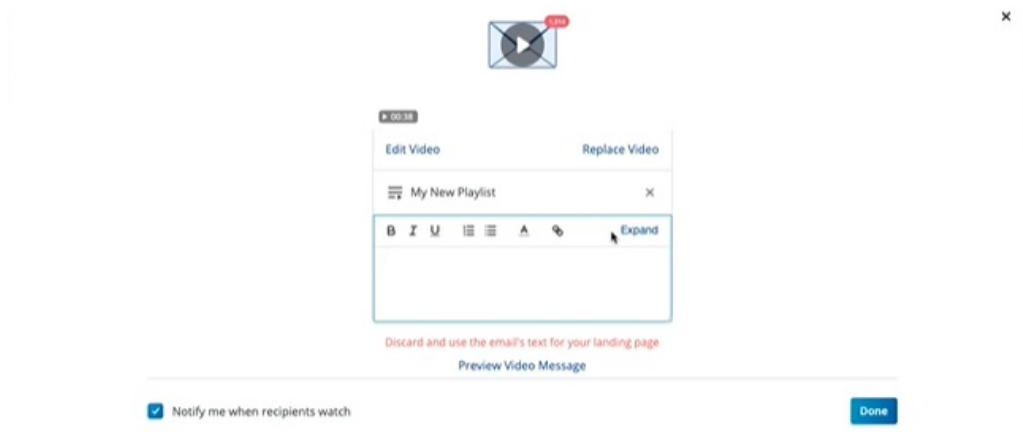 00:38
Edit Video Replace Video
My New Playlist
B I U A Expand
Discard and use the email's text for your landing page
Preview Video Message
Notify me when recipients watch Done